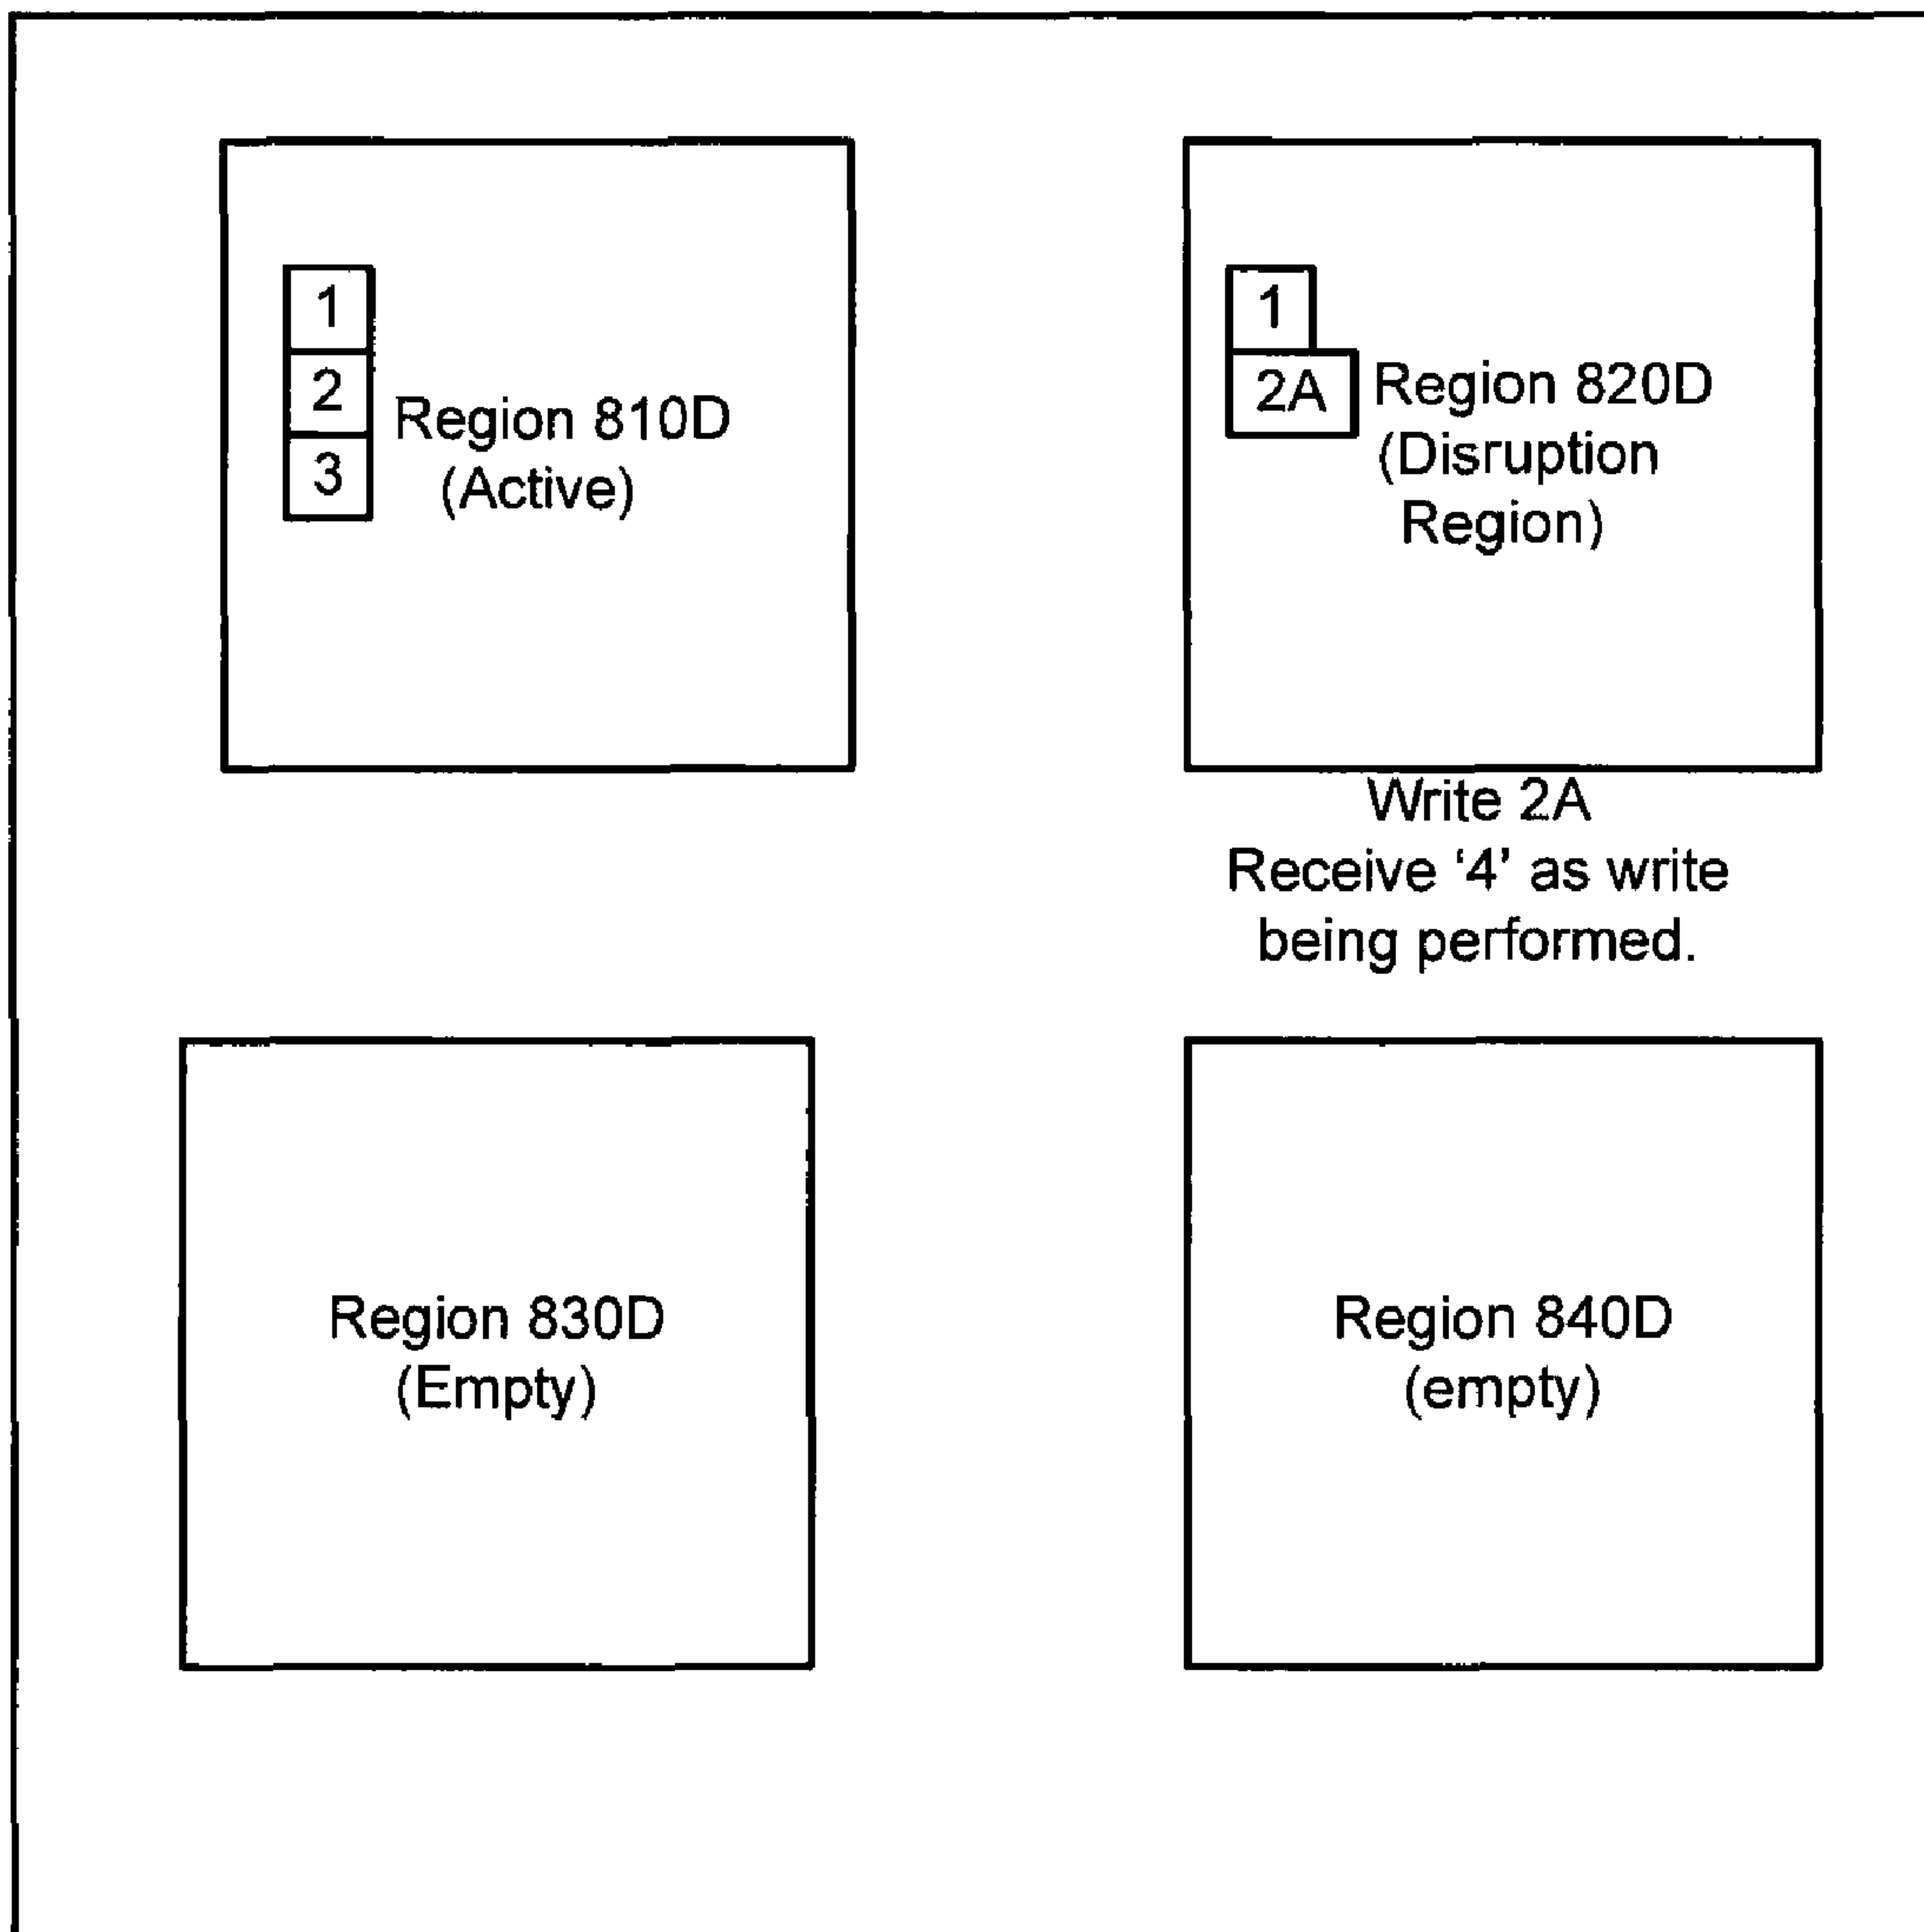 1
2
3
Region 810D
(Active)
1
2A
Region 820D
(Disruption
Region)
Write 2A
Receive ‘4’ as write
being performed.
Region 830D
(Empty)
Region 840D
(empty)